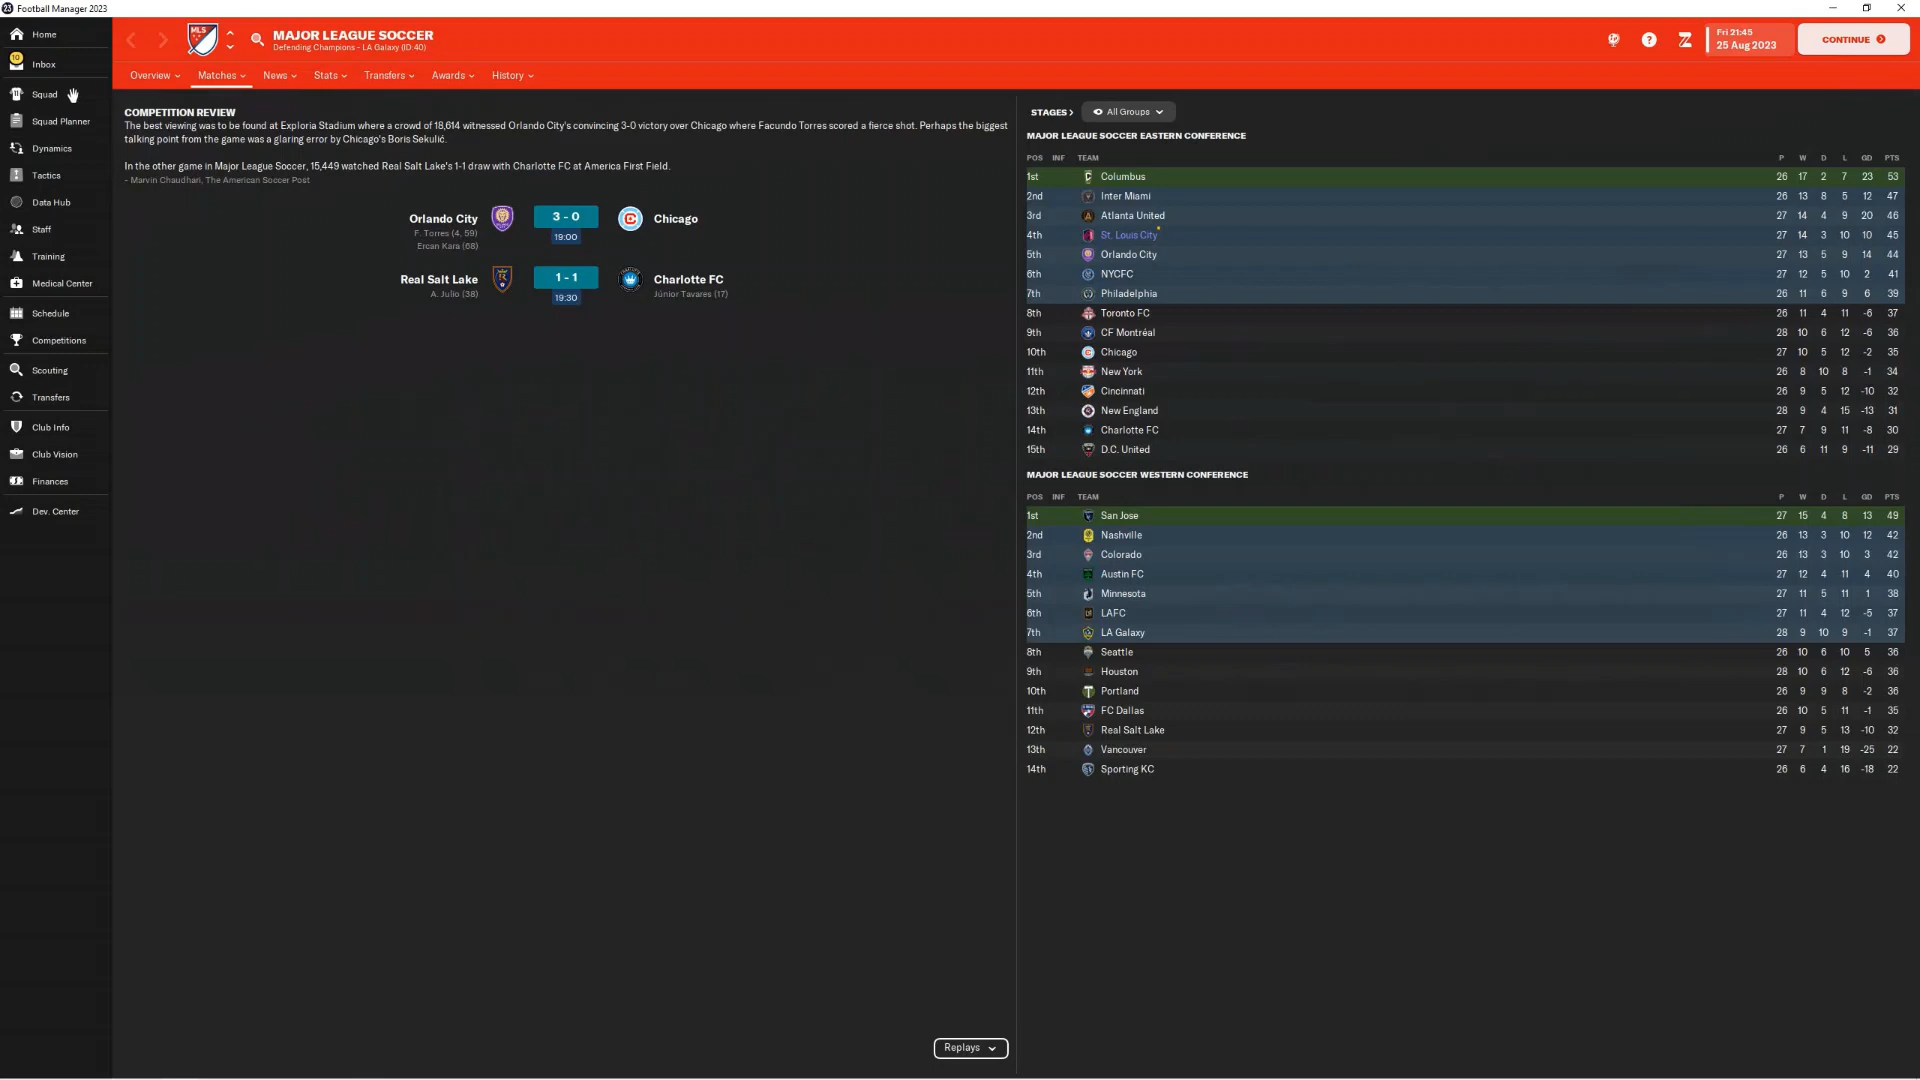 Football Manager 2023
Home
10
Inbox
Squad
Squad Planner
Dynamics
Tactics
Data Hub
Staff
Training
Medical Center
Schedule
Competitions
Scouting
Transfers
Club Info
Club Vision
Finances
Dev. Center
MLS
MAJOR LEAGUE SOCCER
Defending Champions - LA Galaxy (ID:40)
Fri 21:45
25 Aug 2023
CONTINUE
Overview Matches News Stats Transfers Awards History
COMPETITION REVIEW
The best viewing was to be found at Exploria Stadium where a crowd of 18,614 witnessed Orlando City's convincing 3-0 victory over Chicago where Facundo Torres scored a fierce shot. Perhaps the biggest
talking point from the game was a glaring error by Chicago's Boris Sekulić.
In the other game in Major League Soccer, 15,449 watched Real Salt Lake's 1-1 draw with Charlotte FC at America First Field.
- Marvin Chaudhari, The American Soccer Post
Orlando City 3 - 0 Chicago
F. Torres (4, 59) 19:00
Ercan Kara (68)
Real Salt Lake 1 - 1 Charlotte FC
A. Julio (38) 19:30 Júnior Tavares (17)
Replays
STAGES > All Groups
MAJOR LEAGUE SOCCER EASTERN CONFERENCE
POS INF TEAM P W D L GD PTS
1st Columbus 26 17 2 7 23 53
2nd Inter Miami 26 13 8 5 12 47
3rd Atlanta United 27 14 4 9 20 46
4th St. Louis City 27 14 3 10 10 45
5th Orlando City 27 13 5 9 14 44
6th NYCFC 27 12 5 10 2 41
7th Philadelphia 26 11 6 9 6 39
8th Toronto FC 26 11 4 11 -6 37
9th CF Montréal 28 10 6 12 -6 36
10th Chicago 27 10 5 12 -2 35
11th New York 26 8 10 8 -1 34
12th Cincinnati 26 9 5 12 -10 32
13th New England 28 9 4 15 -13 31
14th Charlotte FC 27 7 9 11 -8 30
15th D.C. United 26 6 11 9 -11 29
MAJOR LEAGUE SOCCER WESTERN CONFERENCE
POS INF TEAM P W D L GD PTS
1st San Jose 27 15 4 8 13 49
2nd Nashville 26 13 3 10 12 42
3rd Colorado 26 13 3 10 3 42
4th Austin FC 27 12 4 11 4 40
5th Minnesota 27 11 5 11 1 38
6th LAFC 27 11 4 12 -5 37
7th LA Galaxy 28 9 10 9 -1 37
8th Seattle 26 10 6 10 5 36
9th Houston 28 10 6 12 -6 36
10th Portland 26 9 9 8 -2 36
11th FC Dallas 26 10 5 11 -1 35
12th Real Salt Lake 27 9 5 13 -10 32
13th Vancouver 27 7 1 19 -25 22
14th Sporting KC 26 6 4 16 -18 22